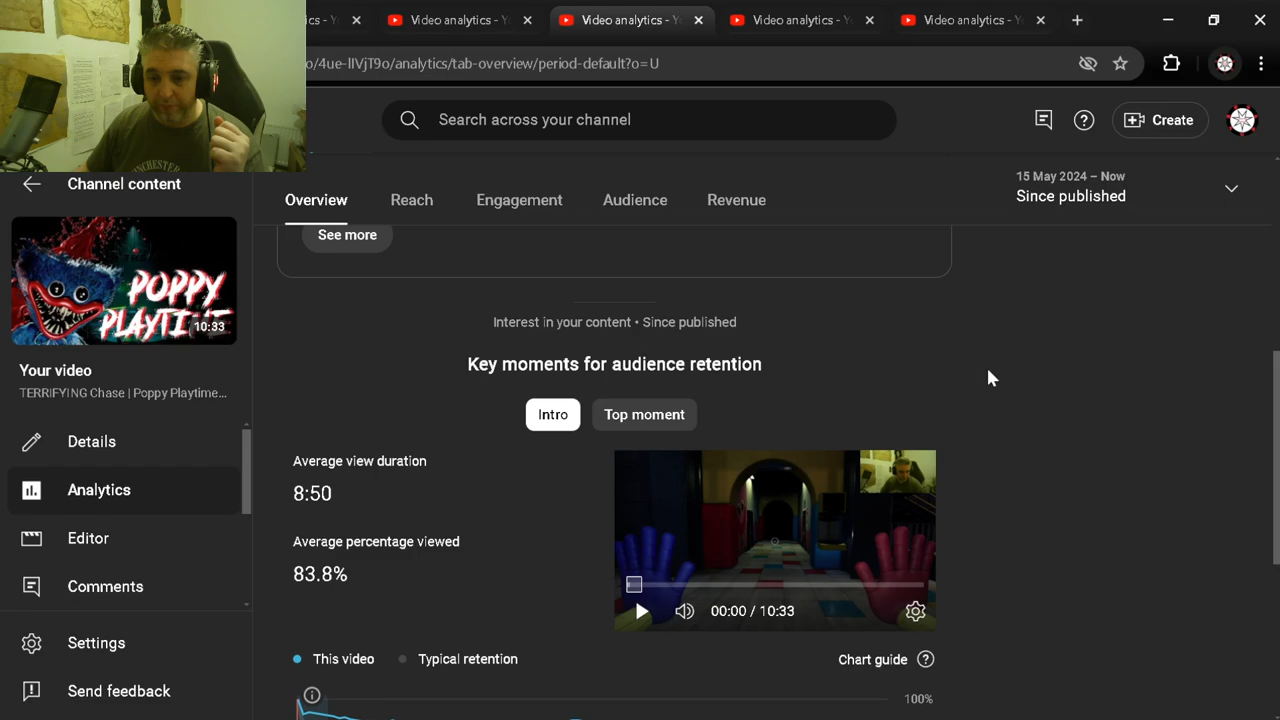 cs - Y
Video analytics - Y
Video analytics - Y
Video analytics - Y
Video analytics - Y
o/4ue-lIVjT9o/analytics/tab-overview/period-default?o=U
Search across your channel
Create
Channel content
Overview
Reach
Engagement
Audience
Revenue
15 May 2024 – Now
Since published
See more
POPPY
PLAYTI
10:33
Interest in your content • Since published
Key moments for audience retention
Your video
TERRIFYING Chase | Poppy Playtime...
Intro
Top moment
Details
Analytics
Editor
Comments
Settings
Send feedback
Average view duration
8:50
Average percentage viewed
83.8%
00:00 / 10:33
This video
Typical retention
Chart guide
100%